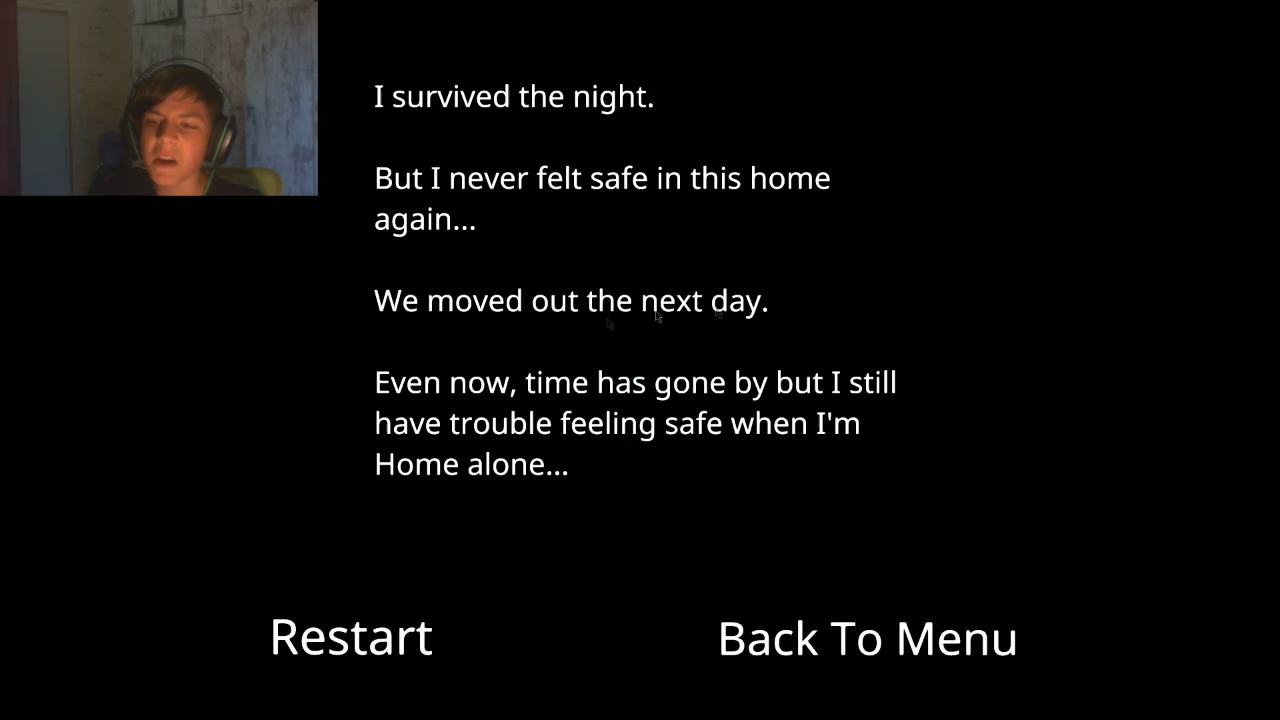 I survived the night.
But I never felt safe in this home
again...
We moved out the next day.
Even now, time has gone by but I still
have trouble feeling safe when I'm
Home alone...
Restart
Back To Menu